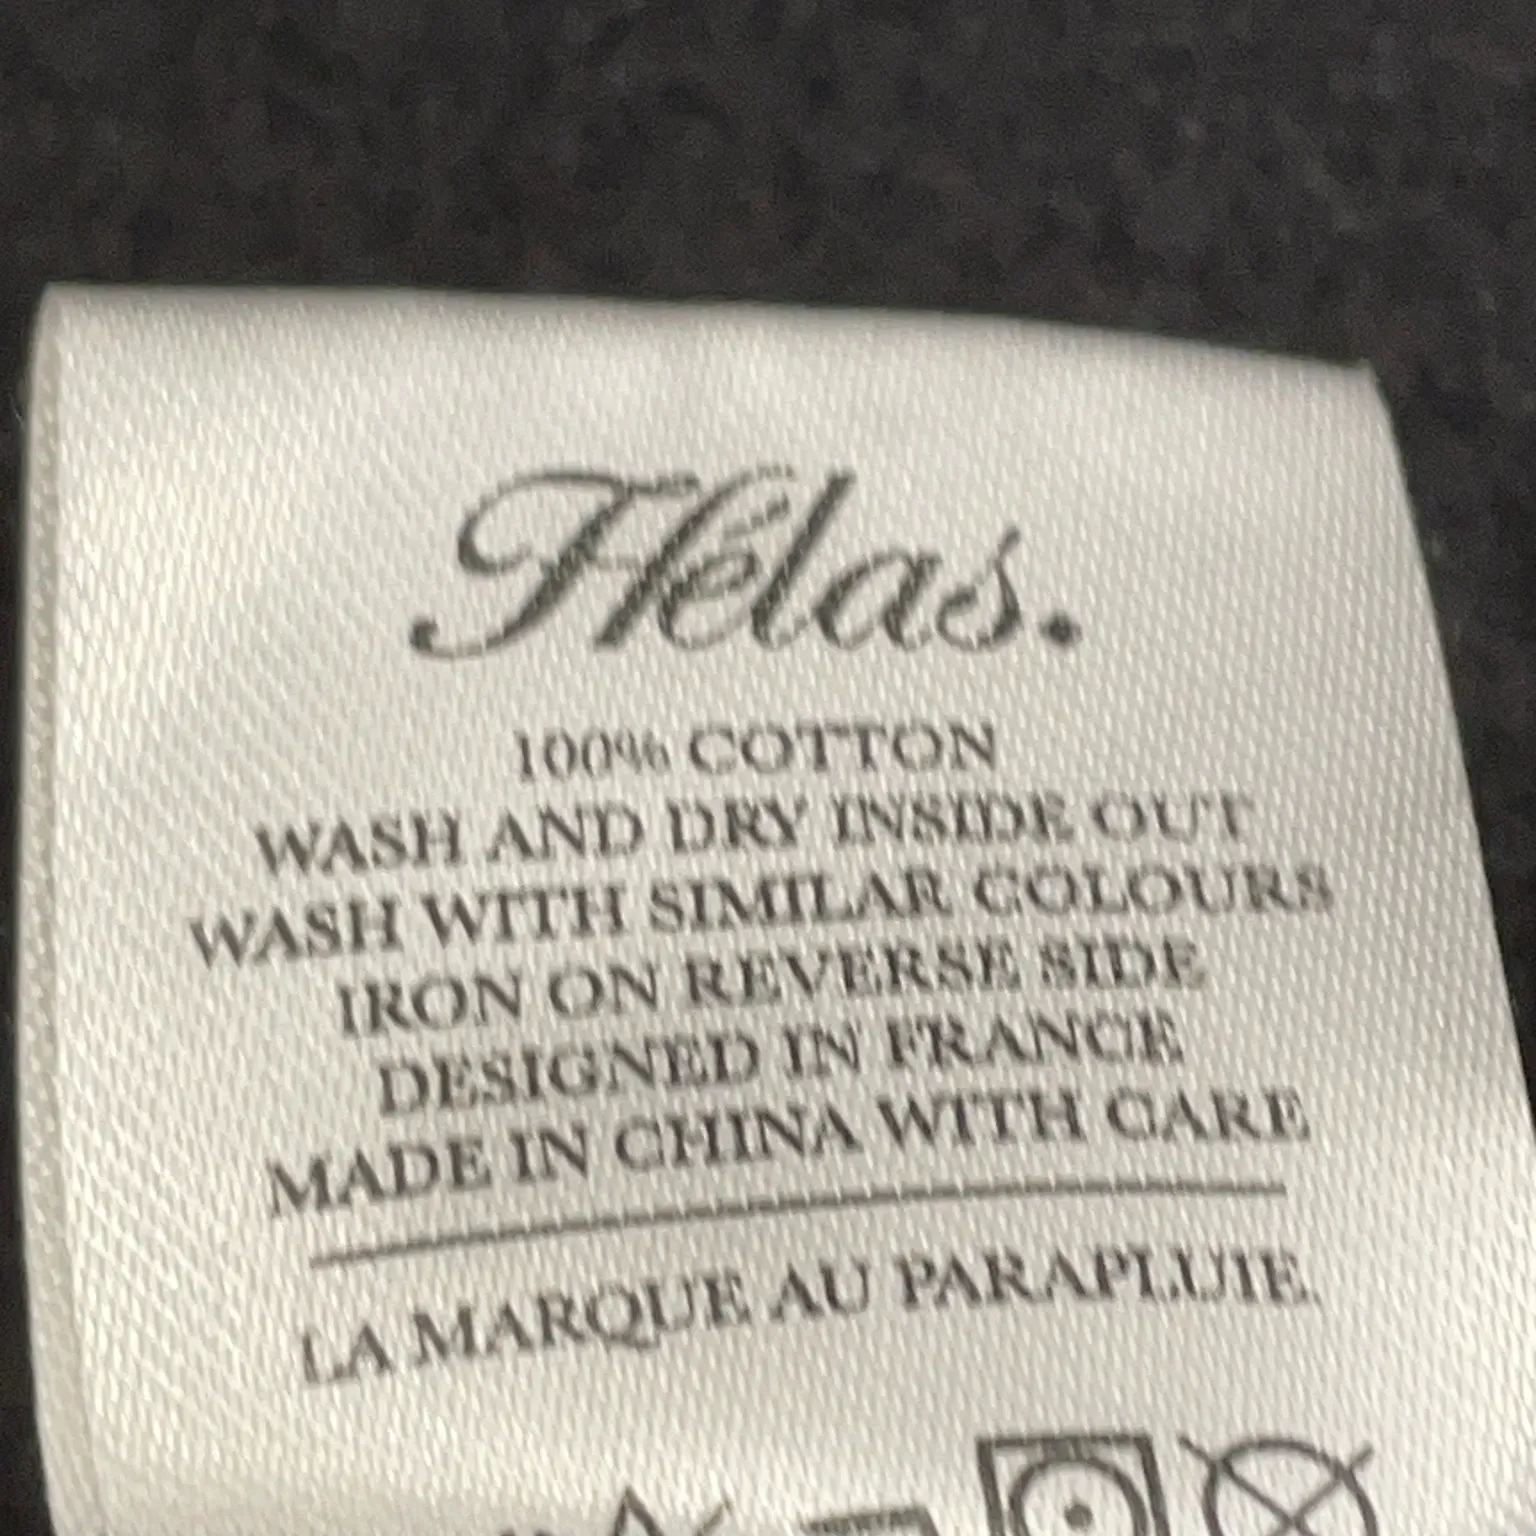 Hélas.
100% COTTON
WASH AND DRY INSIDE OUT
WASH WITH SIMILAR COLOURS
IRON ON REVERSE SIDE
DESIGNED IN FRANCE
MADE IN CHINA WITH CARE
LA MARQUE AU PARAPLUIE.